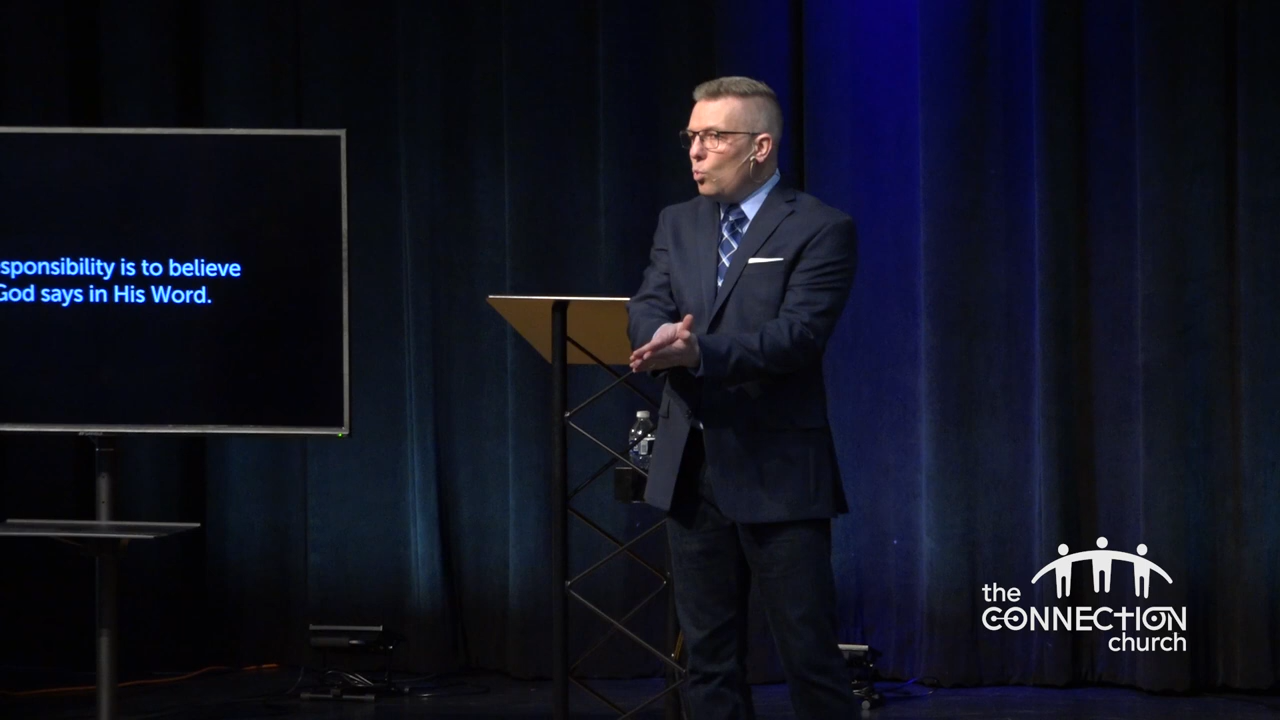 sponsibility is to believe
God says in His Word.
the
CONNECTION
church